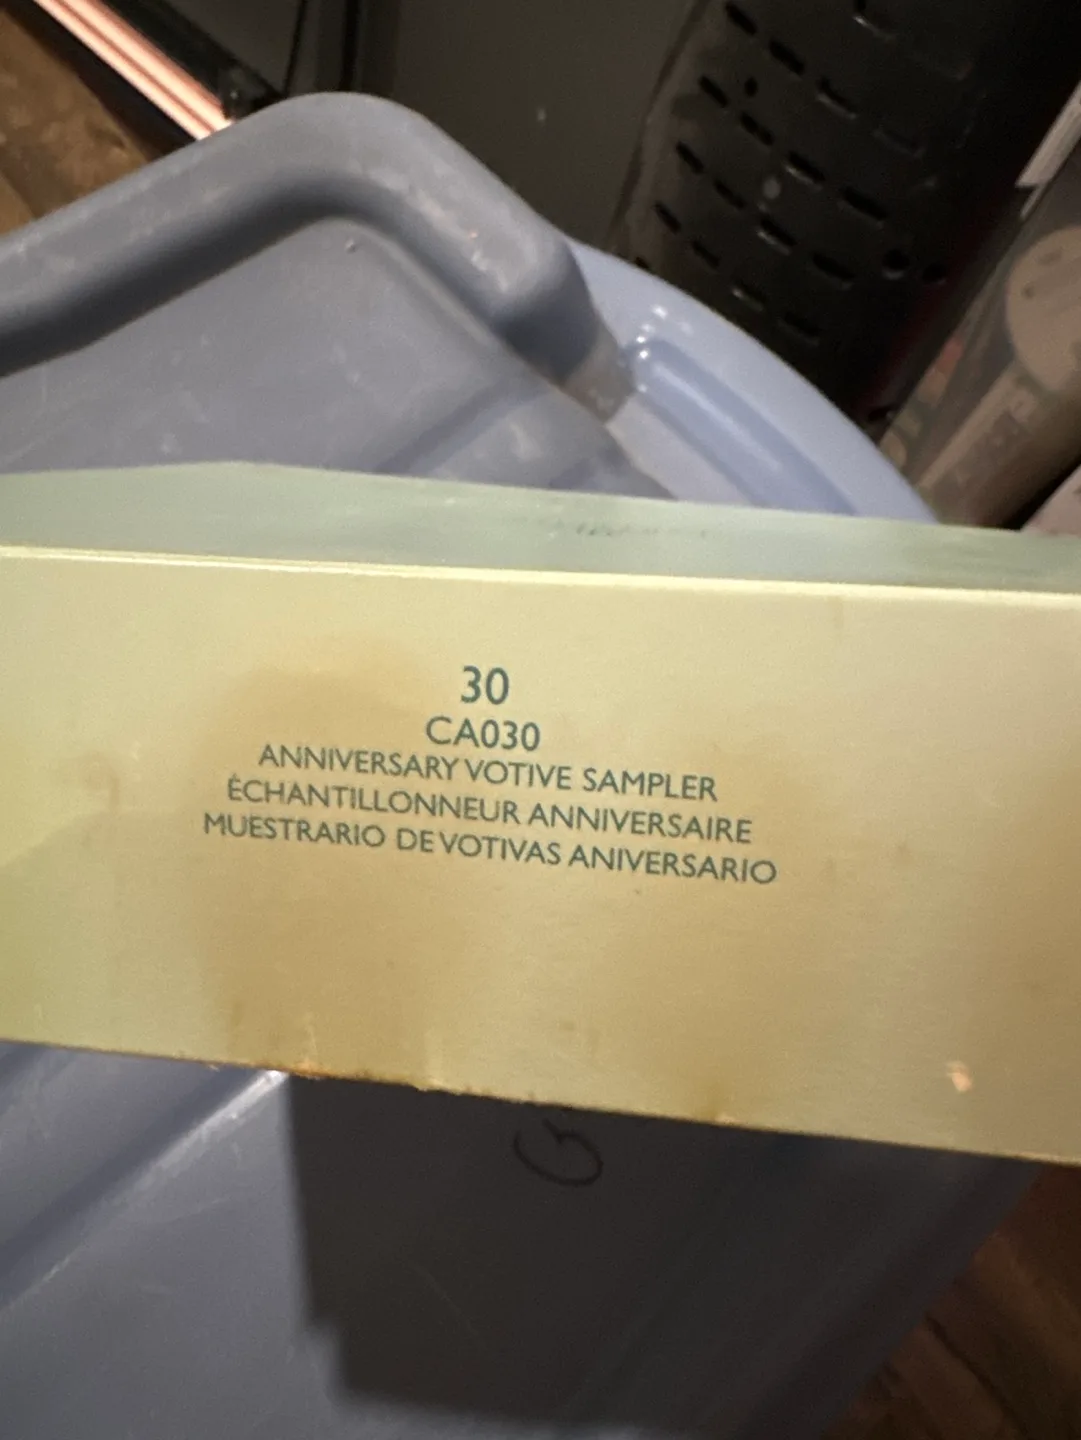 30
CA030
ANNIVERSARY VOTIVE SAMPLER
ÉCHANTILLONNEUR ANNIVERSAIRE
MUESTRARIO DE VOTIVAS ANIVERSARIO
G